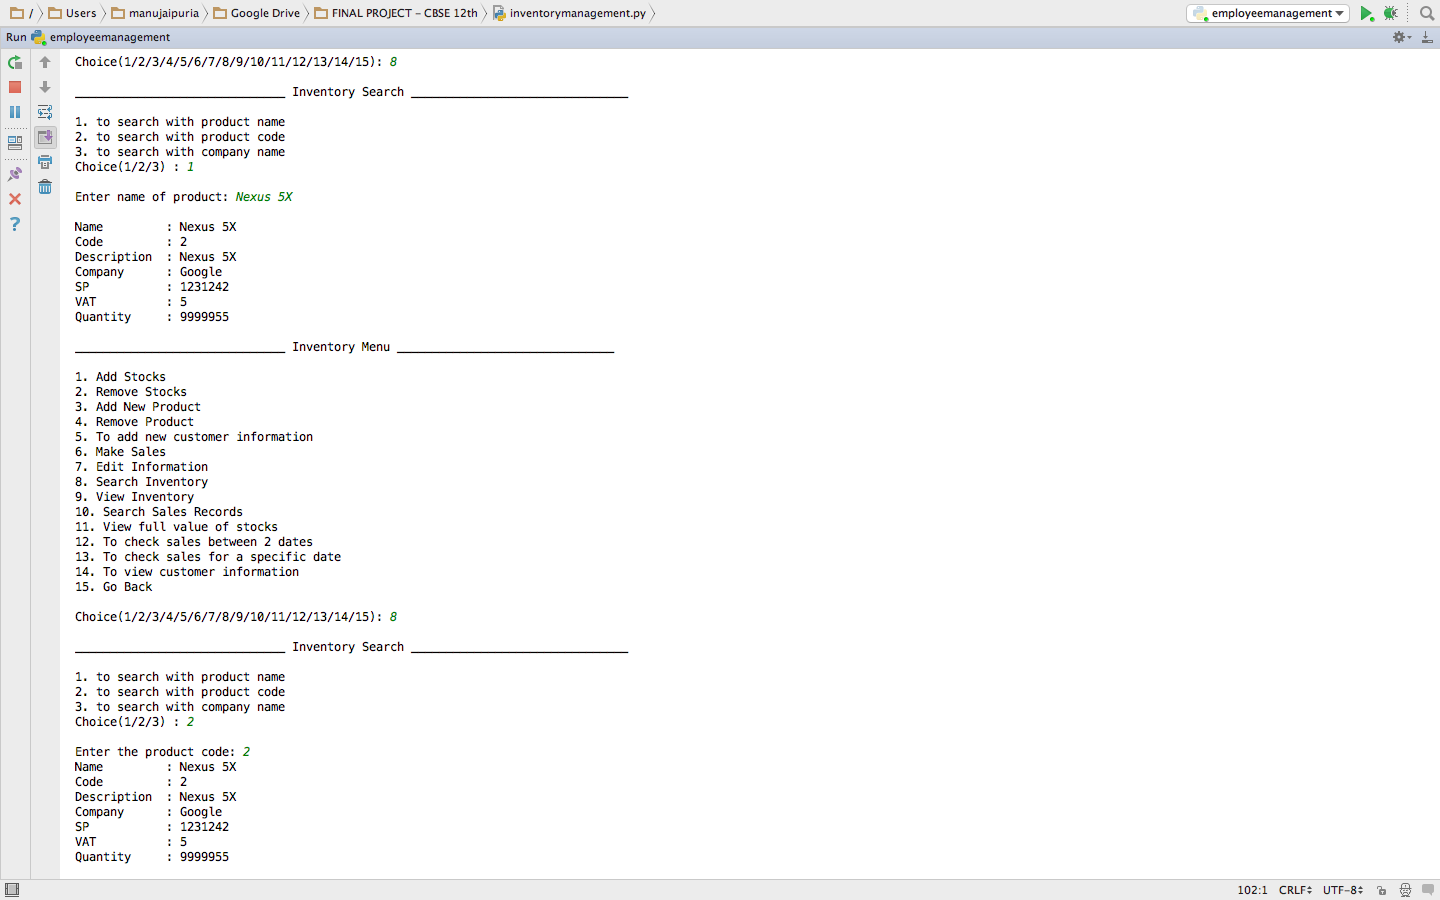 / Users manujaipuria Google Drive FINAL PROJECT – CBSE 12th inventorymanagement.py employeemanagement
Run employeemanagement
Choice(1/2/3/4/5/6/7/8/9/10/11/12/13/14/15): 8
______________________________ Inventory Search _______________________________
1. to search with product name
2. to search with product code
3. to search with company name
Choice(1/2/3) : 1
Enter name of product: Nexus 5X
Name : Nexus 5X
Code : 2
Description : Nexus 5X
Company : Google
SP : 1231242
VAT : 5
Quantity : 9999955
______________________________ Inventory Menu _______________________________
1. Add Stocks
2. Remove Stocks
3. Add New Product
4. Remove Product
5. To add new customer information
6. Make Sales
7. Edit Information
8. Search Inventory
9. View Inventory
10. Search Sales Records
11. View full value of stocks
12. To check sales between 2 dates
13. To check sales for a specific date
14. To view customer information
15. Go Back
Choice(1/2/3/4/5/6/7/8/9/10/11/12/13/14/15): 8
______________________________ Inventory Search _______________________________
1. to search with product name
2. to search with product code
3. to search with company name
Choice(1/2/3) : 2
Enter the product code: 2
Name : Nexus 5X
Code : 2
Description : Nexus 5X
Company : Google
SP : 1231242
VAT : 5
Quantity : 9999955
102:1 CRLF UTF-8